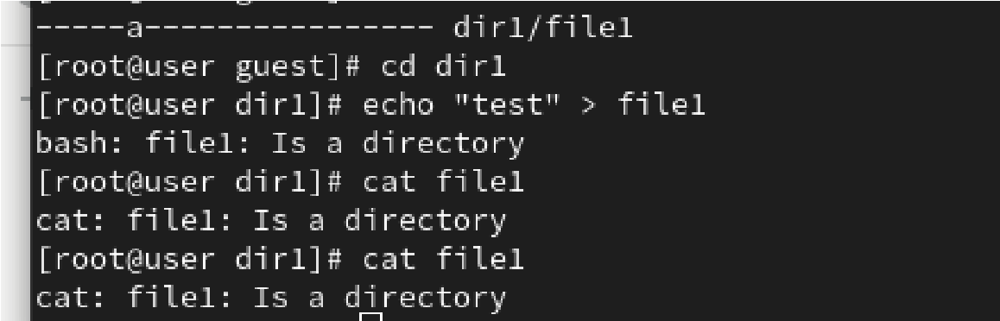 -----a---------------- dir1/file1
[root@user guest]# cd dir1
[root@user dir1]# echo "test" > file1
bash: file1: Is a directory
[root@user dir1]# cat file1
cat: file1: Is a directory
[root@user dir1]# cat file1
cat: file1: Is a directory